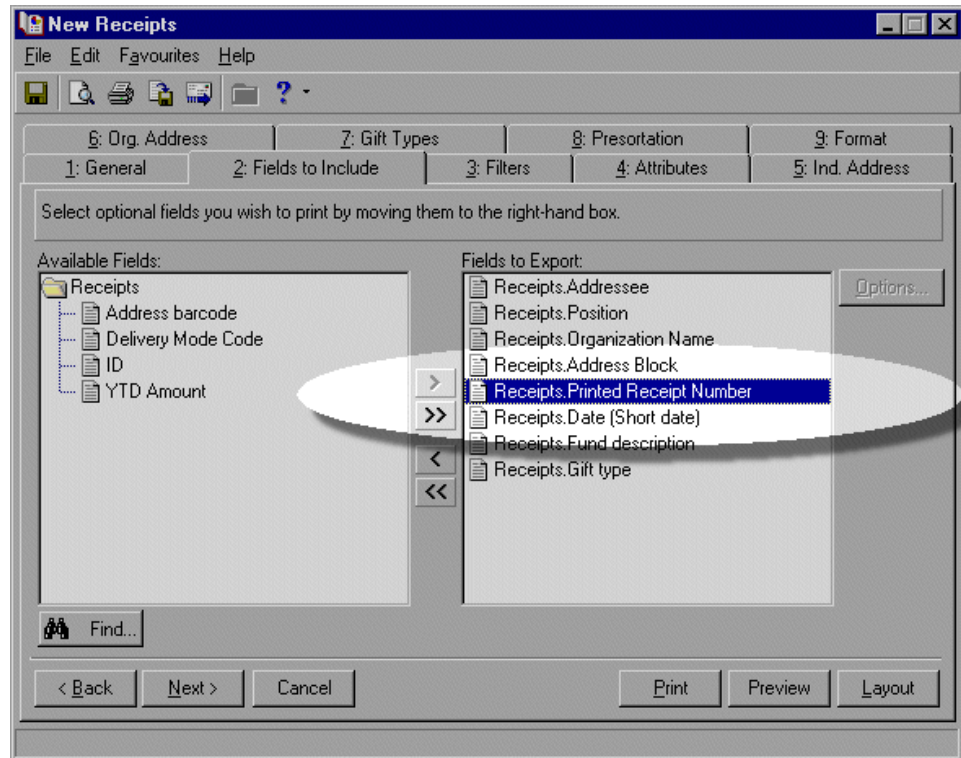 New Receipts
File Edit Favourites Help
?
6: Org. Address 7: Gift Types 8: Presortation 9: Format
1: General 2: Fields to Include 3: Filters 4: Attributes 5: Ind. Address
Select optional fields you wish to print by moving them to the right-hand box.
Available Fields: Fields to Export:
Receipts Receipts.Addressee Options...
Address barcode Receipts.Position
Delivery Mode Code Receipts.Organization Name
ID Receipts.Address Block
YTD Amount > Receipts.Printed Receipt Number
>> Receipts.Date (Short date)
< Receipts.Fund description
<< Receipts.Gift type
Find...
< Back Next > Cancel Print Preview Layout